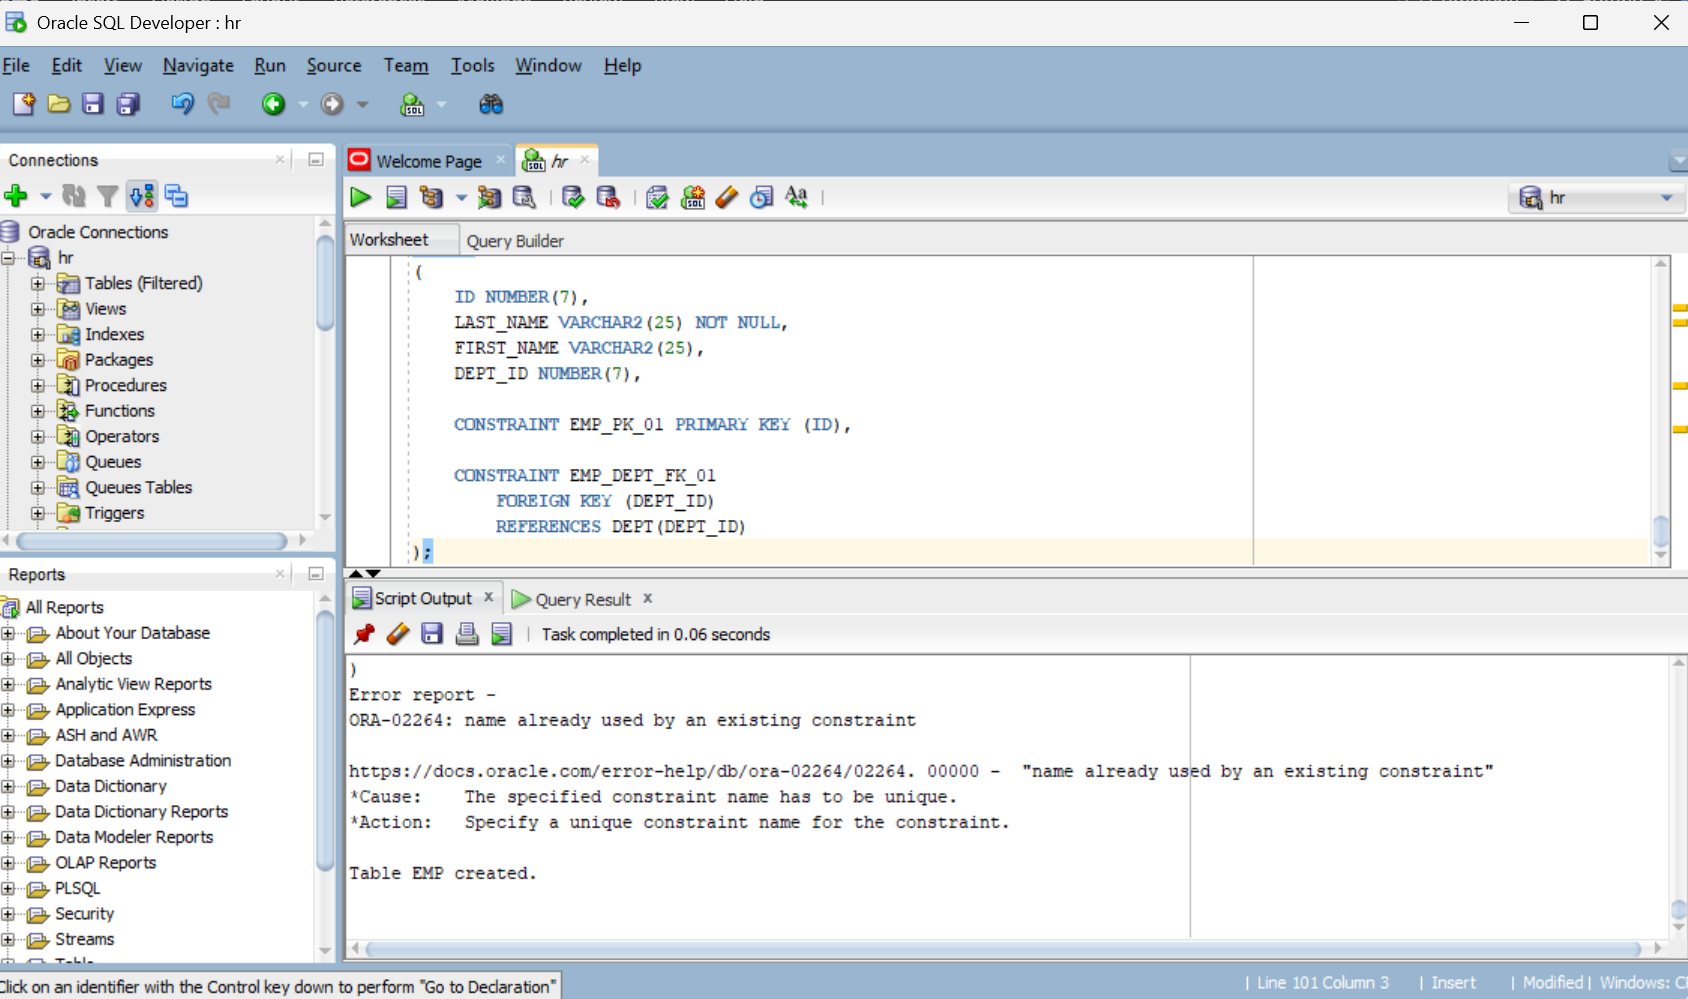 Oracle SQL Developer : hr
File Edit View Navigate Run Source Team Tools Window Help
Connections
Oracle Connections
hr
Tables (Filtered)
Views
Indexes
Packages
Procedures
Functions
Operators
Queues
Queues Tables
Triggers
Reports
All Reports
About Your Database
All Objects
Analytic View Reports
Application Express
ASH and AWR
Database Administration
Data Dictionary
Data Dictionary Reports
Data Modeler Reports
OLAP Reports
PLSQL
Security
Streams
Table
Welcome Page hr
hr
Worksheet Query Builder
(
ID NUMBER(7),
LAST_NAME VARCHAR2(25) NOT NULL,
FIRST_NAME VARCHAR2(25),
DEPT_ID NUMBER(7),
CONSTRAINT EMP_PK_01 PRIMARY KEY (ID),
CONSTRAINT EMP_DEPT_FK_01
FOREIGN KEY (DEPT_ID)
REFERENCES DEPT(DEPT_ID)
);
Script Output x Query Result x
Task completed in 0.06 seconds
)
Error report -
ORA-02264: name already used by an existing constraint
https://docs.oracle.com/error-help/db/ora-02264/02264. 00000 - "name already used by an existing constraint"
*Cause: The specified constraint name has to be unique.
*Action: Specify a unique constraint name for the constraint.
Table EMP created.
Click on an identifier with the Control key down to perform "Go to Declaration"
| Line 101 Column 3 | Insert | Modified | Windows: